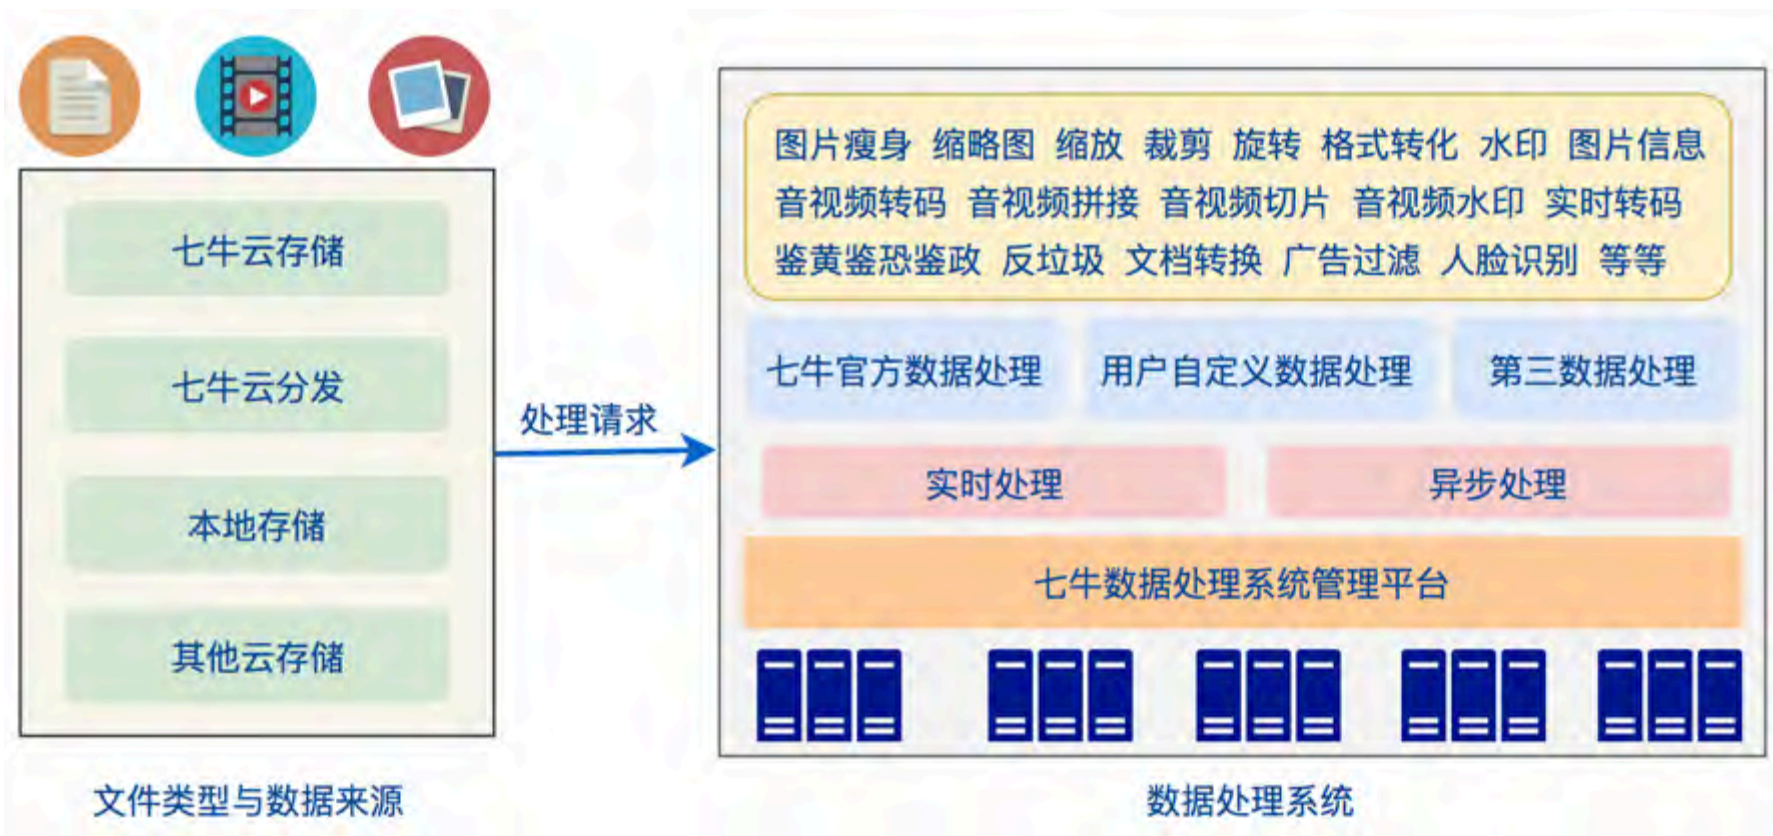 七牛云存储
七牛云分发
本地存储
其他云存储
文件类型与数据来源
处理请求
图片瘦身 缩略图 缩放 裁剪 旋转 格式转化 水印 图片信息
音视频转码 音视频拼接 音视频切片 音视频水印 实时转码
鉴黄鉴恐鉴政 反垃圾 文档转换 广告过滤 人脸识别 等等
七牛官方数据处理 用户自定义数据处理 第三数据处理
实时处理 异步处理
七牛数据处理系统管理平台
数据处理系统